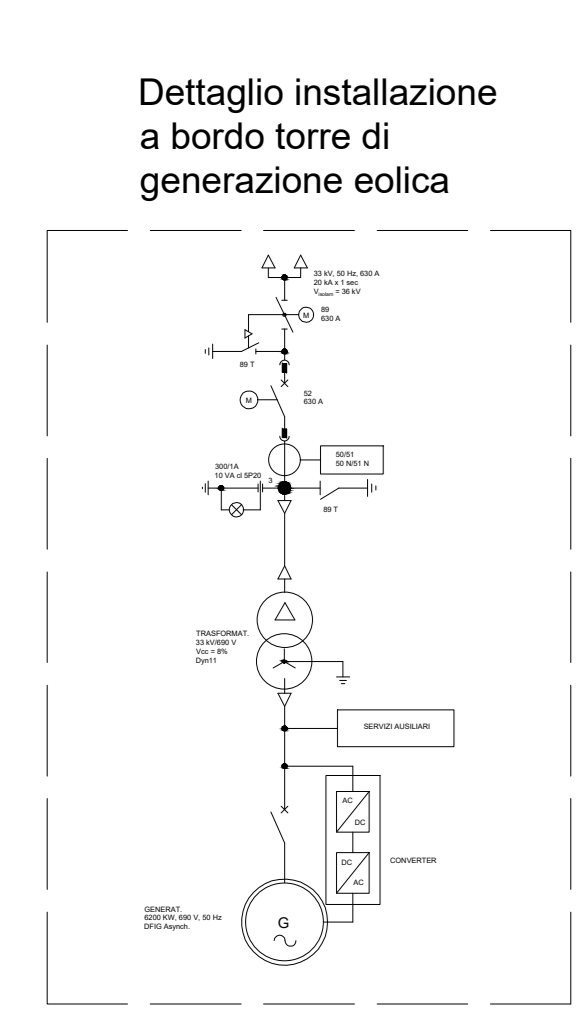 Dettaglio installazione
a bordo torre di
generazione eolica
33 kV, 50 Hz, 630 A
20 kA x 1 sec
Visolam = 36 kV
M
89
630 A
89 T
M
52
630 A
50/51
50 N/51 N
300/1A
10 VA cl 5P20
3
89 T
TRASFORMAT.
33 kV/690 V
Vcc = 8%
Dyn11
SERVIZI AUSILIARI
AC
DC
CONVERTER
DC
AC
GENERAT.
6200 KW, 690 V, 50 Hz
DFIG Asynch.
G